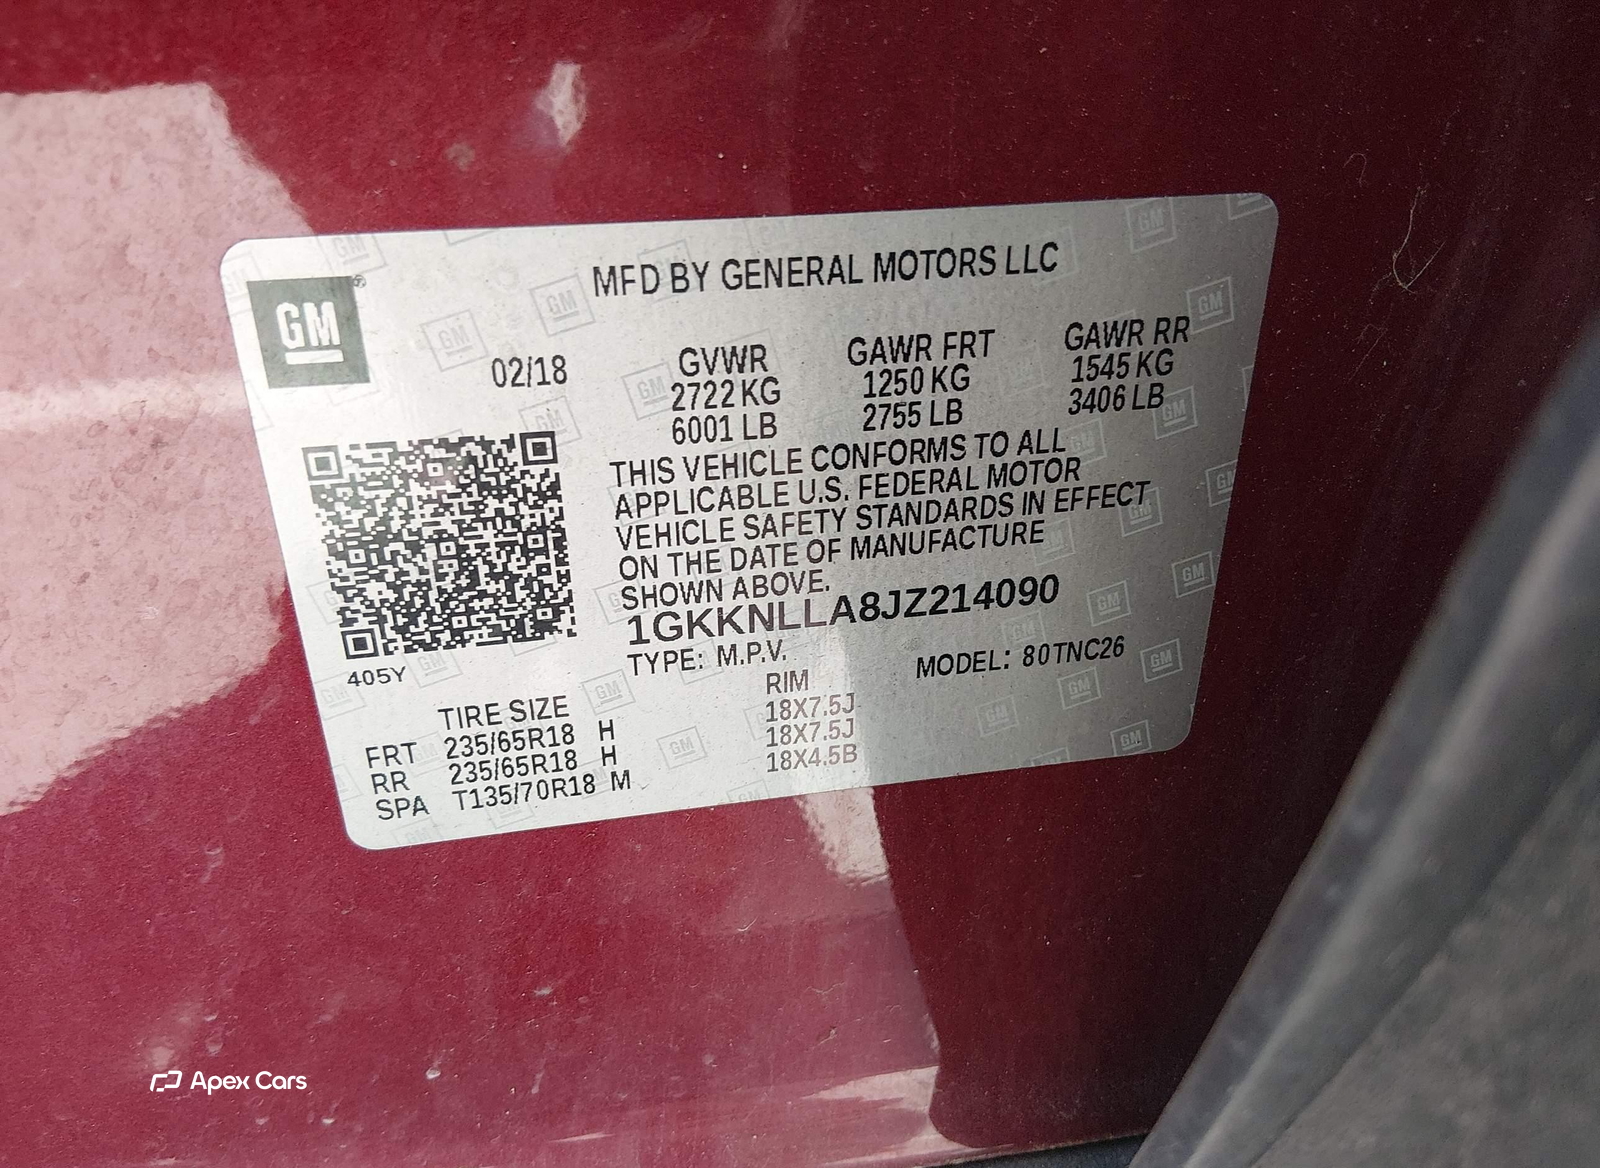 MFD BY GENERAL MOTORS LLC
GM®
02/18
GVWR GAWR FRT GAWR RR
2722 KG 1250 KG 1545 KG
6001 LB 2755 LB 3406 LB
THIS VEHICLE CONFORMS TO ALL
APPLICABLE U.S. FEDERAL MOTOR
VEHICLE SAFETY STANDARDS IN EFFECT
ON THE DATE OF MANUFACTURE
SHOWN ABOVE.
1GKKNLLA8JZ214090
TYPE: M.P.V. MODEL: 80TNC26
405Y
TIRE SIZE RIM
FRT 235/65R18 H 18X7.5J
RR 235/65R18 H 18X7.5J
SPA T135/70R18 M 18X4.5B
Apex Cars